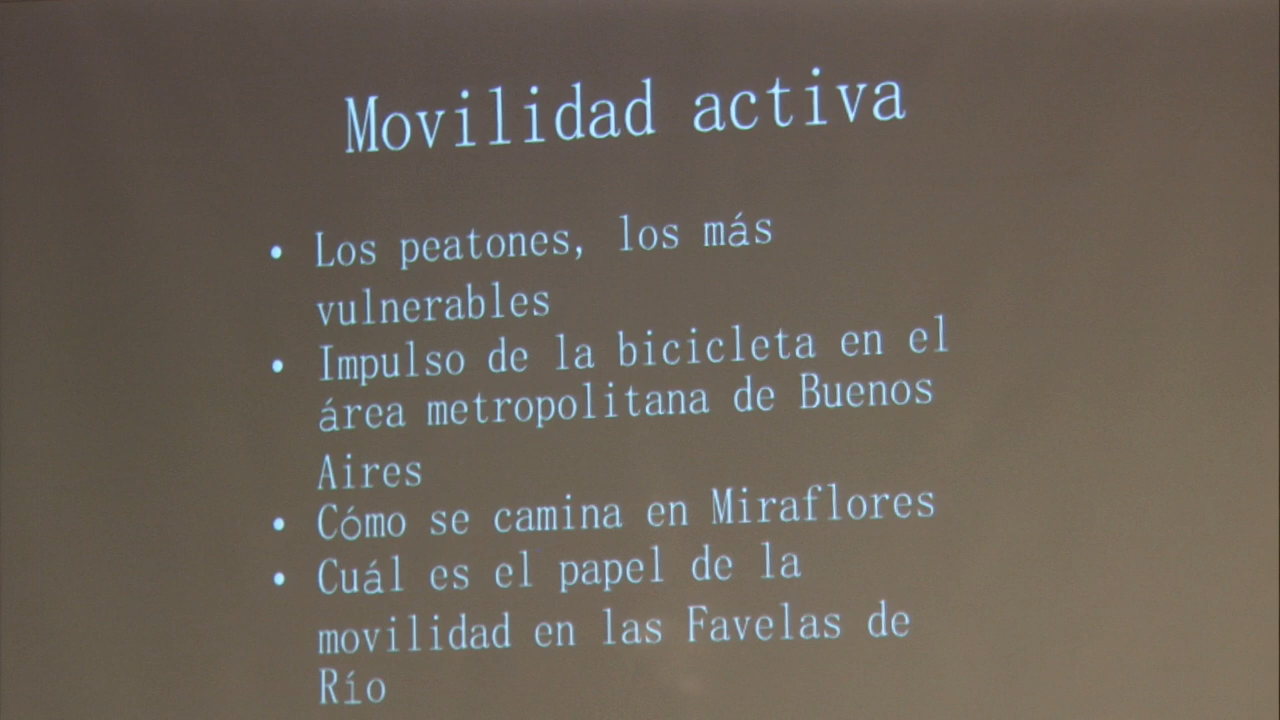 Movilidad activa
• Los peatones, los más
vulnerables
• Impulso de la bicicleta en el
área metropolitana de Buenos
Aires
• Cómo se camina en Miraflores
• Cuál es el papel de la
movilidad en las Favelas de
Río